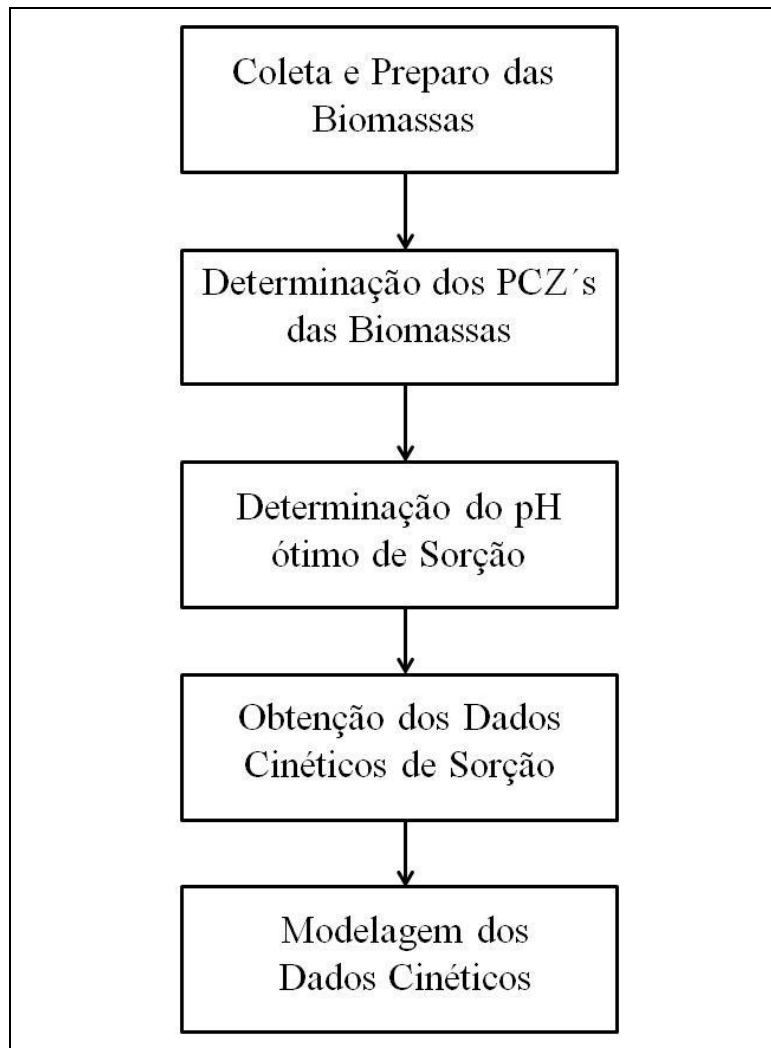 Coleta e Preparo das
Biomassas
Determinação dos PCZ´s
das Biomassas
Determinação do pH
ótimo de Sorção
Obtenção dos Dados
Cinéticos de Sorção
Modelagem dos
Dados Cinéticos